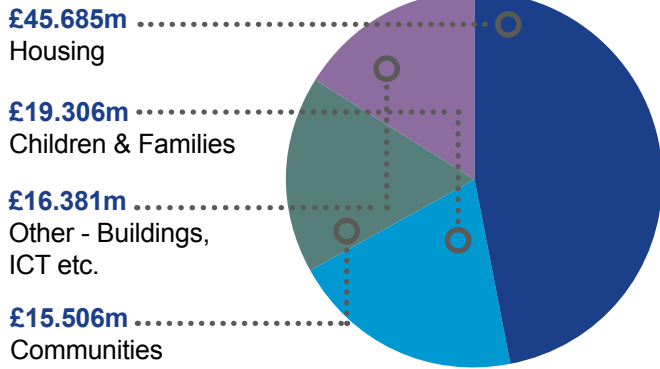 £45.685m
Housing
£19.306m
Children & Families
£16.381m
Other - Buildings,
ICT etc.
£15.506m
Communities